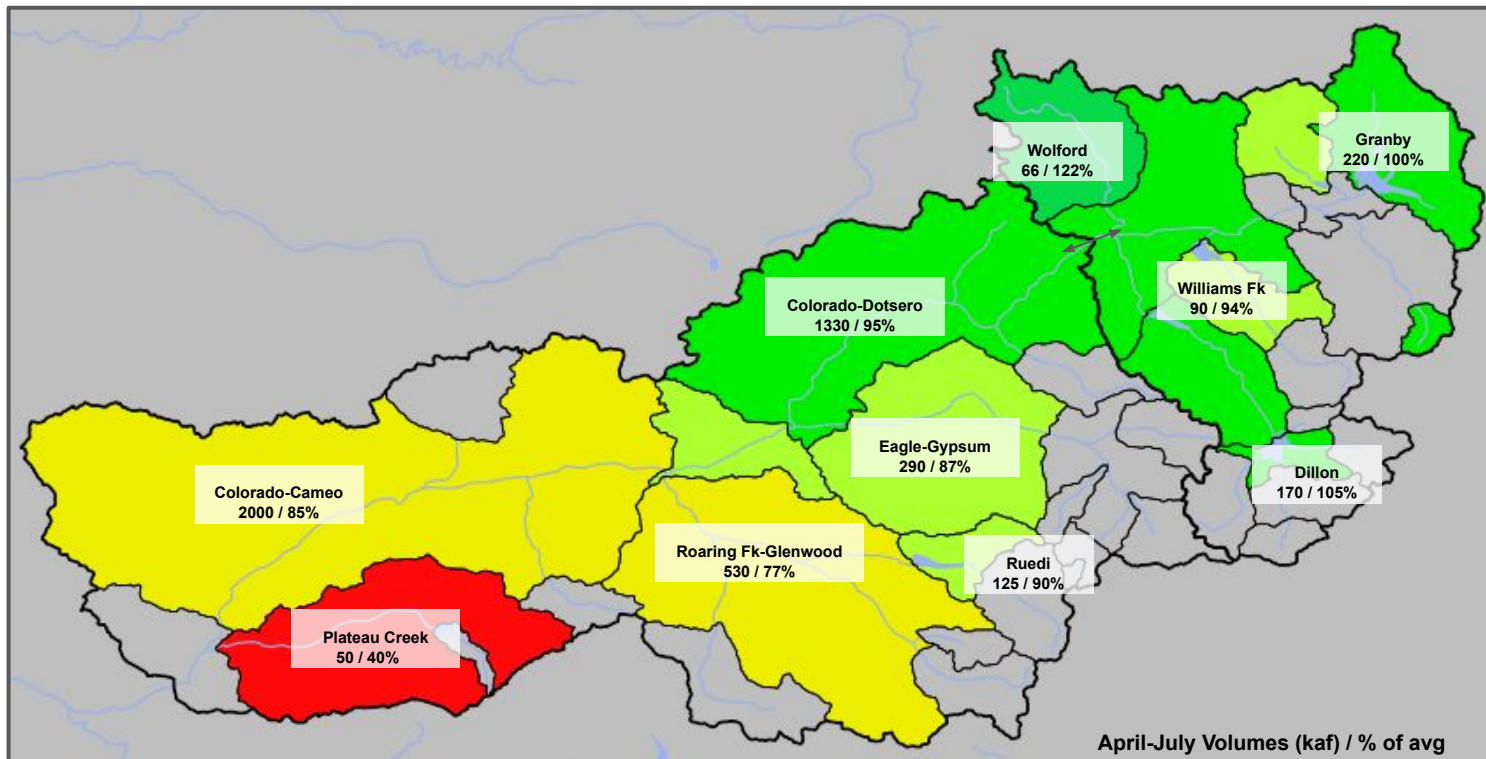 Wolford
66 / 122%
Granby
220 / 100%
Williams Fk
90 / 94%
Colorado-Dotsero
1330 / 95%
Eagle-Gypsum
290 / 87%
Dillon
170 / 105%
Colorado-Cameo
2000 / 85%
Roaring Fk-Glenwood
530 / 77%
Ruedi
125 / 90%
Plateau Creek
50 / 40%
April-July Volumes (kaf) / % of avg